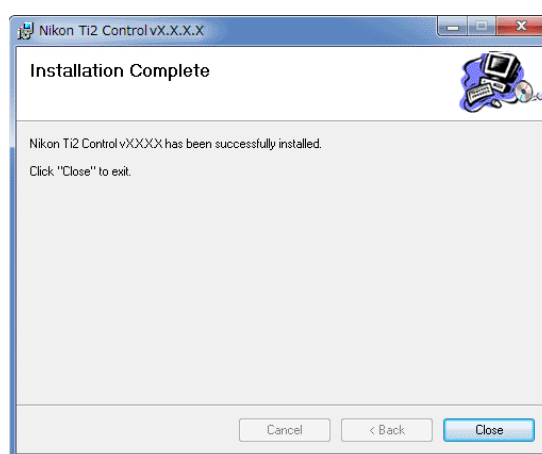 Nikon Ti2 Control vX.X.X.X
Installation Complete
Nikon Ti2 Control vX.X.X.X has been successfully installed.
Click "Close" to exit.
Cancel
< Back
Close